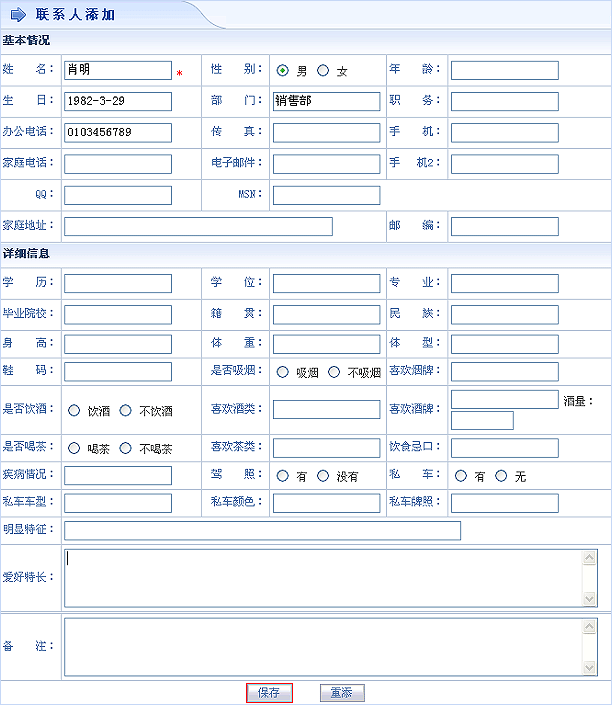 联系人添加
基本情况
姓 名： 肖明 * 性 别： 男 女 年 龄：
生 日： 1982-3-29 部 门： 销售部 职 务：
办公电话： 0103456789 传 真： 手 机：
家庭电话： 电子邮件： 手 机2：
QQ： MSN：
家庭地址： 邮 编：
详细信息
学 历： 学 位： 专 业：
毕业院校： 籍 贯： 民 族：
身 高： 体 重： 体 型：
鞋 码： 是否吸烟： 吸烟 不吸烟 喜欢烟牌：
是否饮酒： 饮酒 不饮酒 喜欢酒类： 喜欢酒牌： 酒量：
是否喝茶： 喝茶 不喝茶 喜欢茶类： 饮食忌口：
疾病情况： 驾 照： 有 没有 私 车： 有 无
私车车型： 私车颜色： 私车牌照：
明显特征：
爱好特长：
备 注：
保存 重添